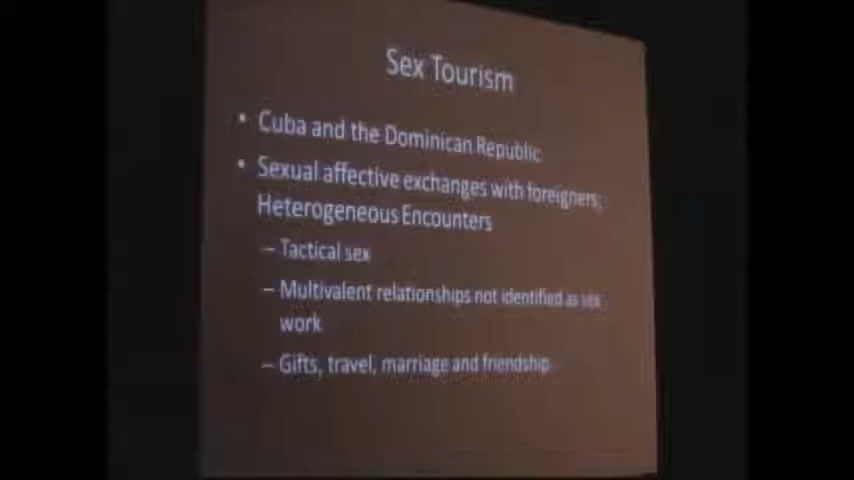 Sex Tourism
• Cuba and the Dominican Republic
• Sexual affective exchanges with foreigners;
Heterogeneous Encounters
– Tactical sex
– Multivalent relationships not identified as sex
work
– Gifts, travel, marriage and friendship